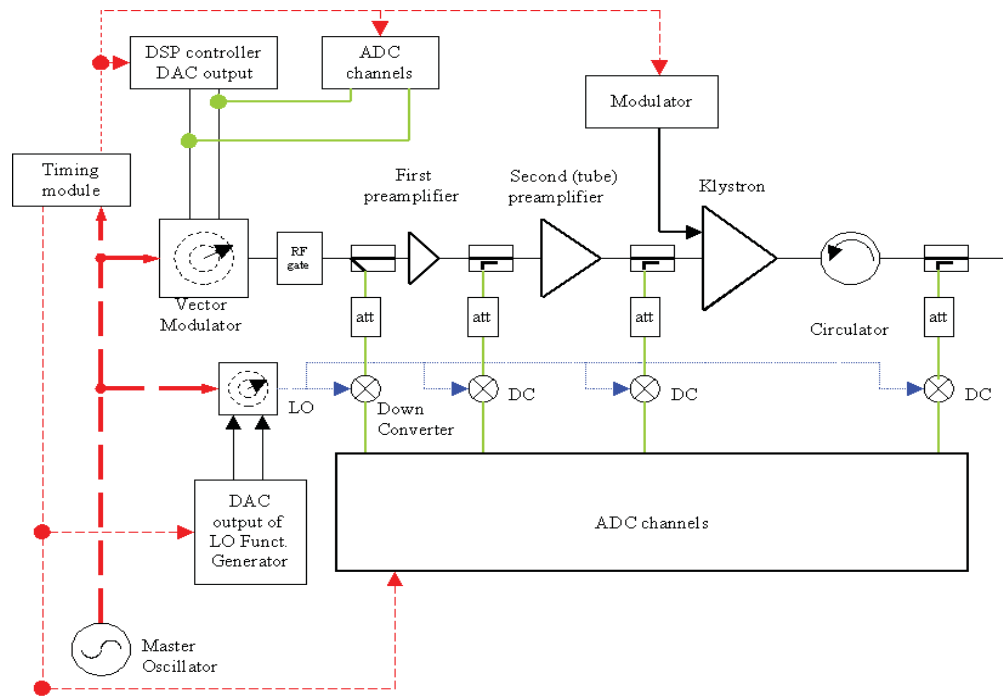 DSP controller
DAC output
ADC
channels
Modulator
Timing
module
First
preamplifier
Second (tube)
preamplifier
Klystron
RF
gate
Vector
Modulator
att
att
att
att
Circulator
LO
Down
Converter
DC
DC
DC
DAC
output of
LO Funct.
Generator
ADC channels
Master
Oscillator